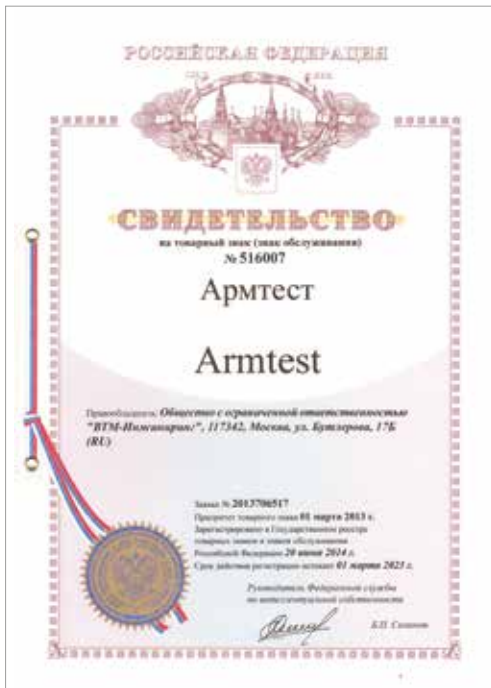 РОССИЙСКАЯ ФЕДЕРАЦИЯ
СВИДЕТЕЛЬСТВО
на товарный знак (знак обслуживания)
№ 516007
Армтест
Armtest
Правообладатель: Общество с ограниченной ответственностью
"ВТМ-Инжиниринг", 117342, Москва, ул. Бутлерова, 17Б
(RU)
Заявка № 2013706517
Приоритет товарного знака 01 марта 2013 г.
Зарегистрировано в Государственном реестре
товарных знаков и знаков обслуживания
Российской Федерации 20 июня 2014 г.
Срок действия регистрации истекает 01 марта 2023 г.
Руководитель Федеральной службы
по интеллектуальной собственности
Б.П. Симонов